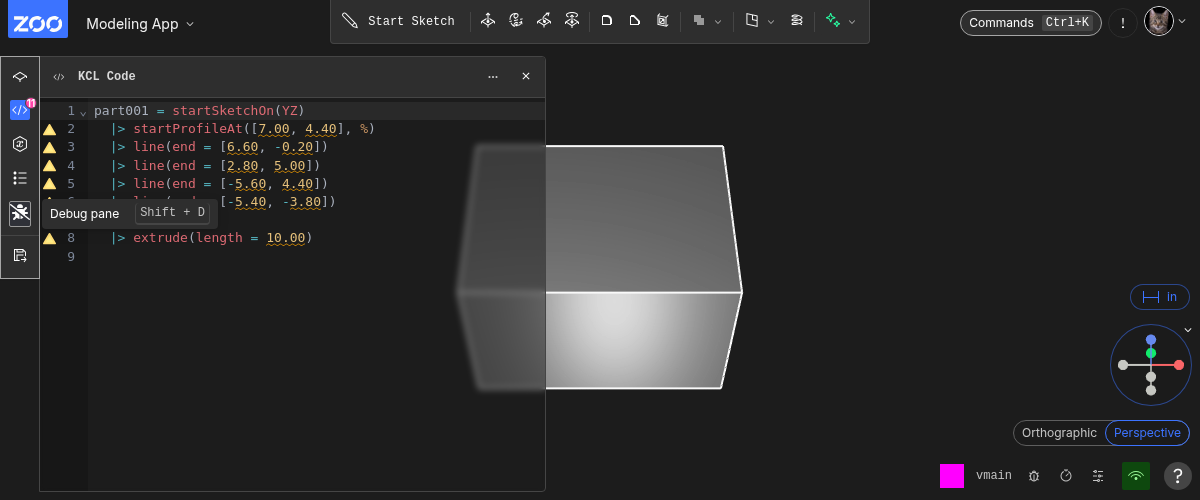 ZOO
Modeling App
Start Sketch
Commands Ctrl+K
!
KCL Code
11
1 part001 = startSketchOn(YZ)
2 |> startProfileAt([7.00, 4.40], %)
3 |> line(end = [6.60, -0.20])
4 |> line(end = [2.80, 5.00])
5 |> line(end = [-5.60, 4.40])
[-5.40, -3.80])
Debug pane Shift + D
8 |> extrude(length = 10.00)
9
in
Orthographic Perspective
vmain
?